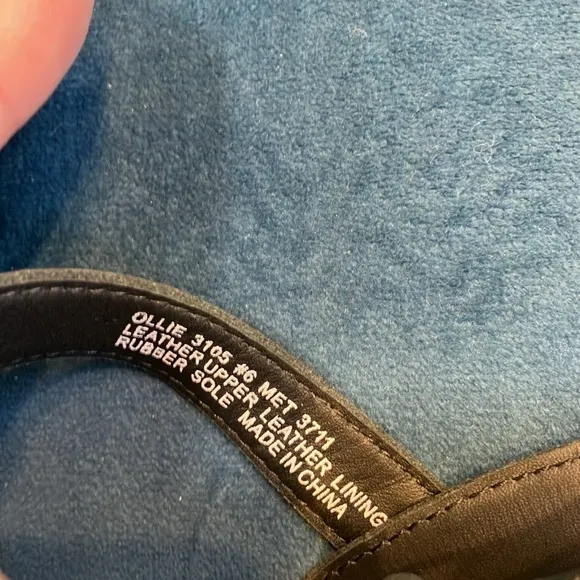 OLLIE 3105 #6 MET 3711
LEATHER UPPER LEATHER LINING
RUBBER SOLE MADE IN CHINA